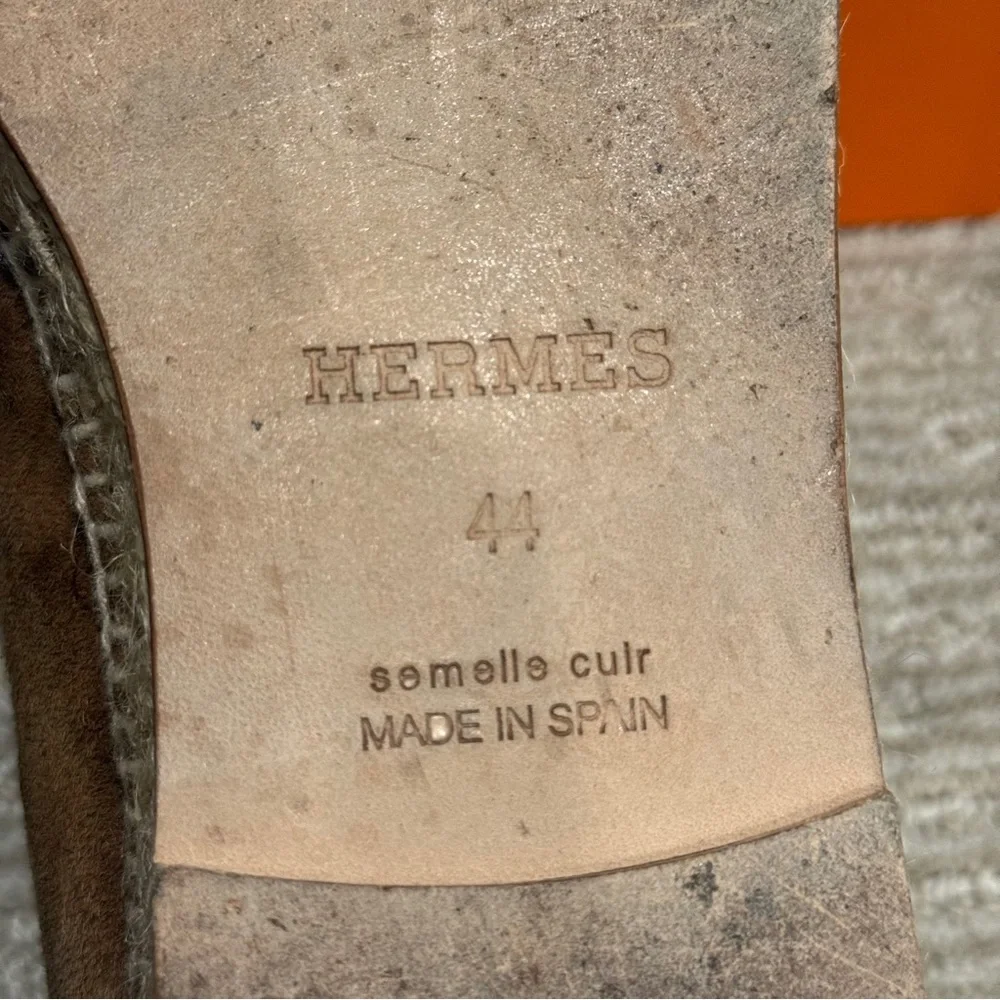 HERMÈS
44
semelle cuir
MADE IN SPAIN